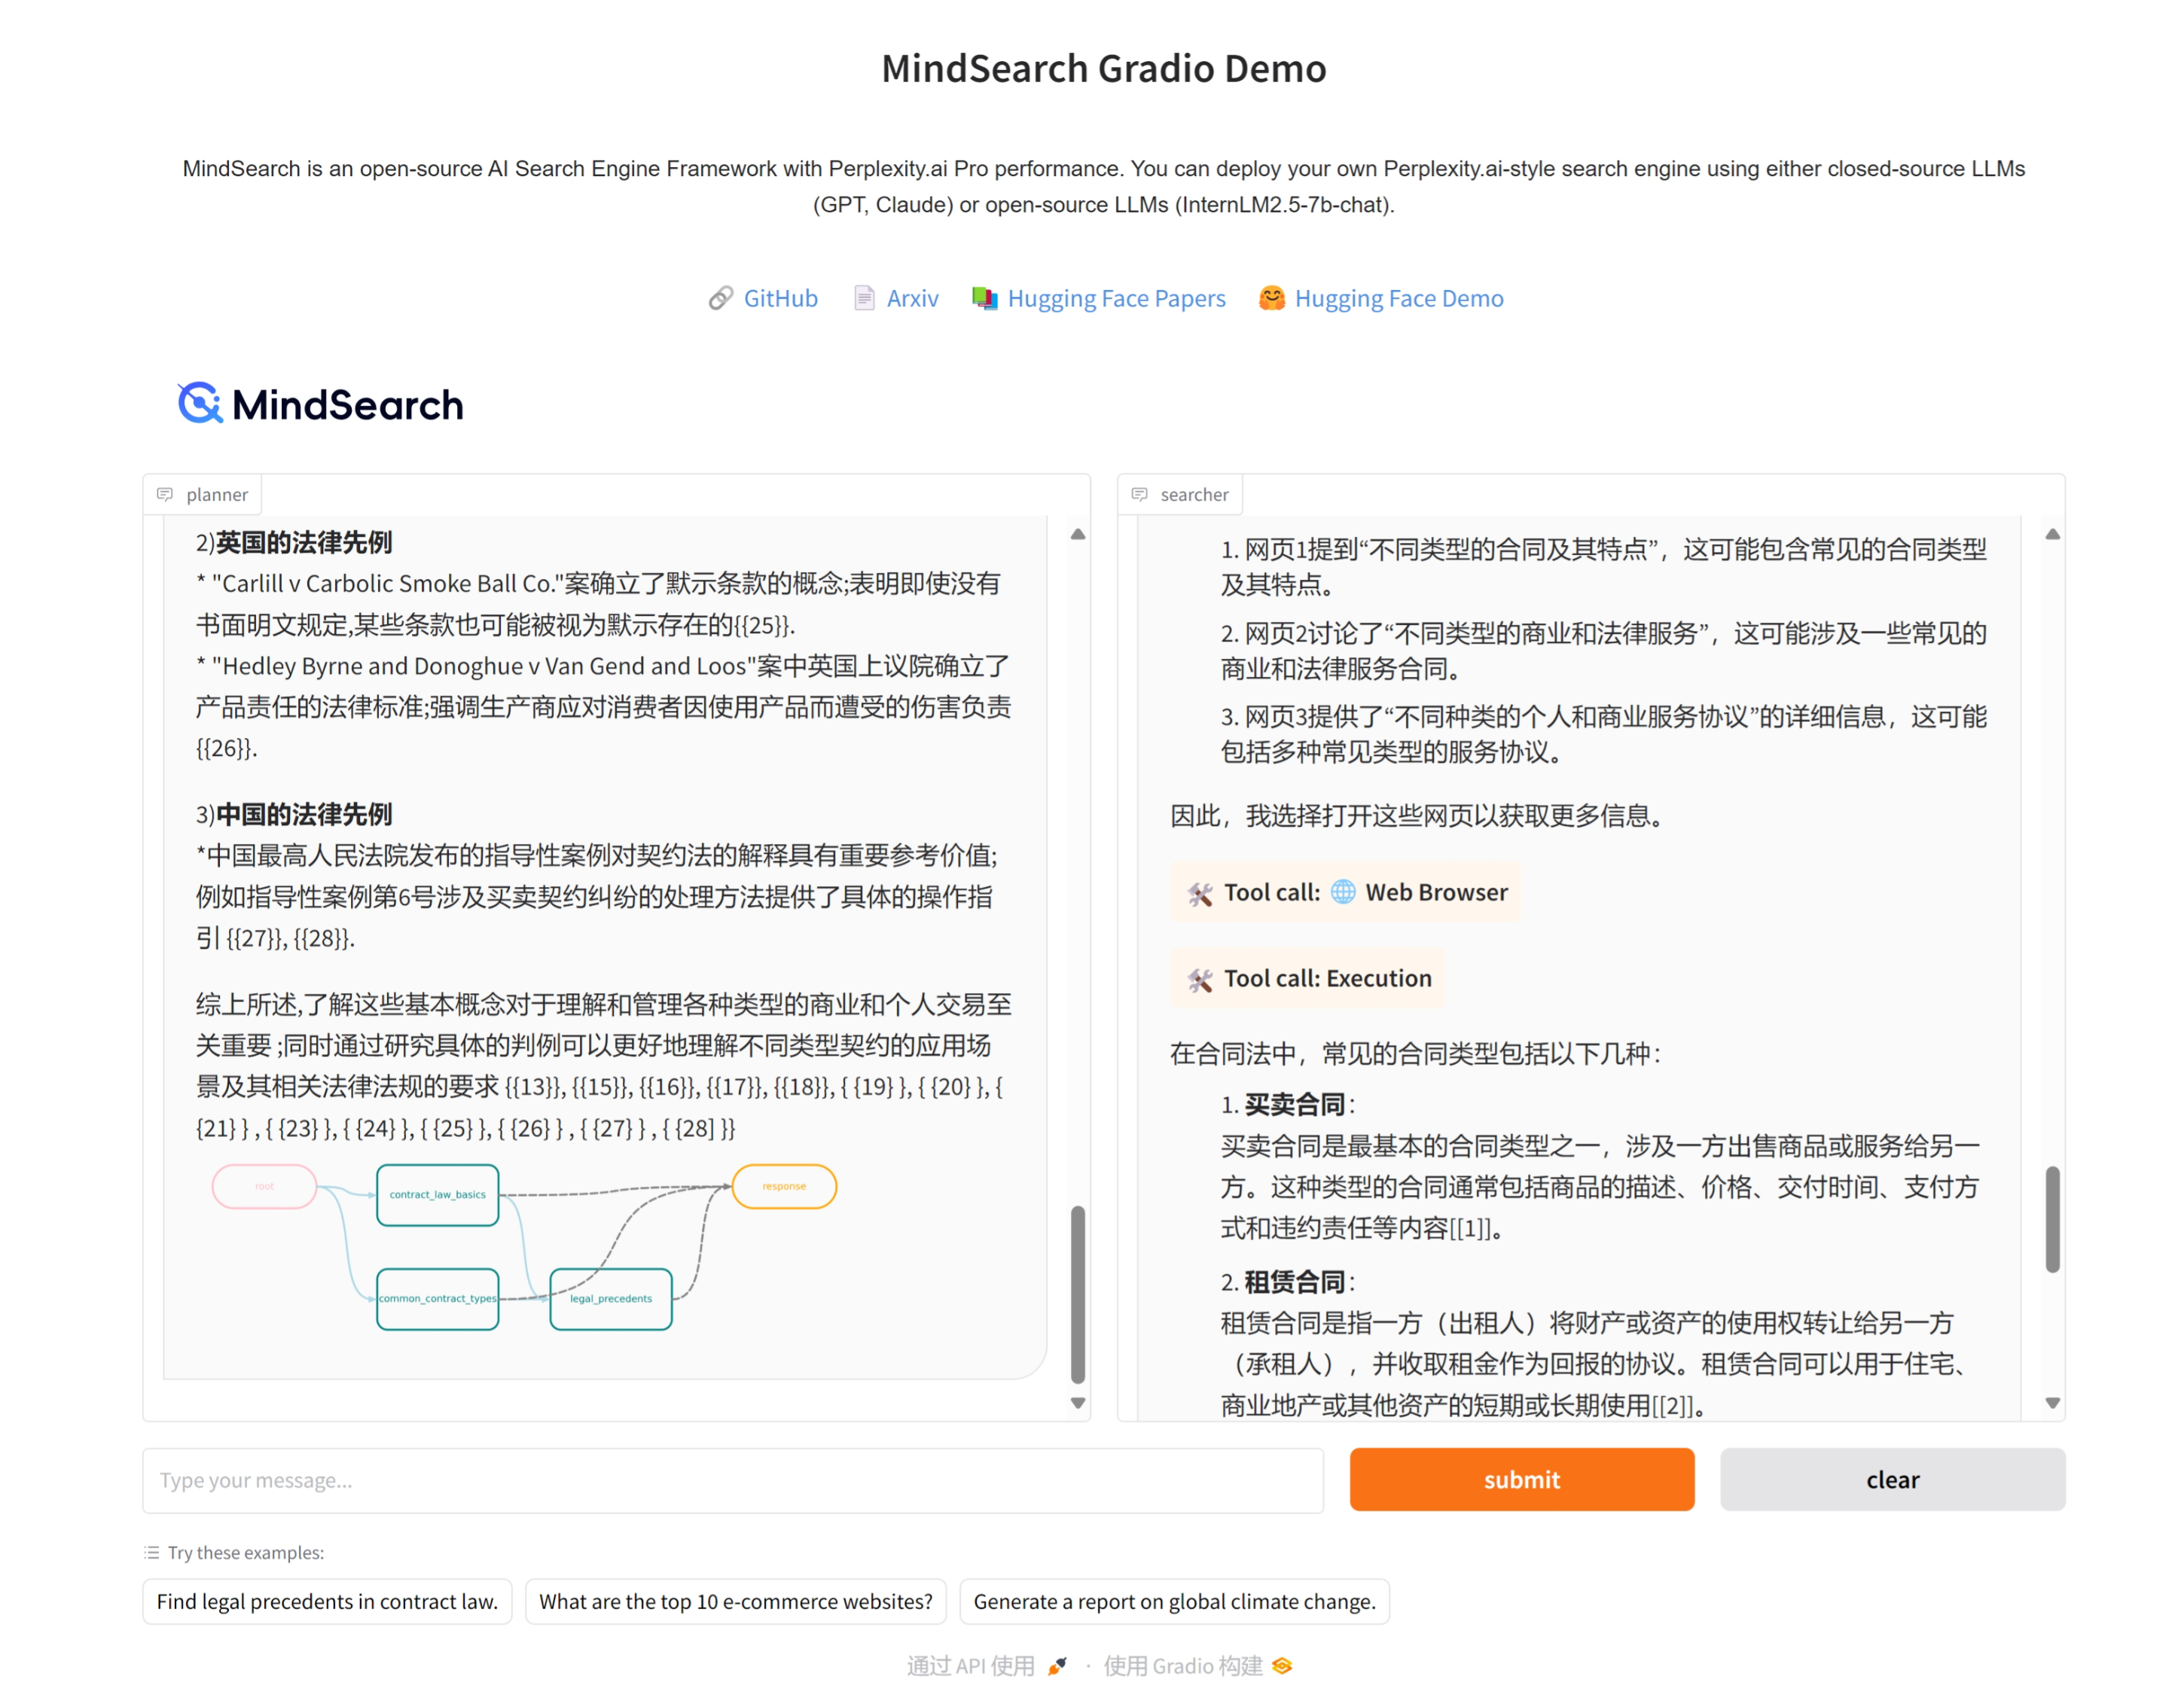 MindSearch Gradio Demo
MindSearch is an open-source AI Search Engine Framework with Perplexity.ai Pro performance. You can deploy your own Perplexity.ai-style search engine using either closed-source LLMs
(GPT, Claude) or open-source LLMs (InternLM2.5-7b-chat).
GitHub Arxiv Hugging Face Papers Hugging Face Demo
MindSearch
planner
2)英国的法律先例
* "Carlill v Carbolic Smoke Ball Co."案确立了默示条款的概念;表明即使没有
书面明文规定,某些条款也可能被视为默示存在的{{25}}.
* "Hedley Byrne and Donoghue v Van Gend and Loos"案中英国上议院确立了
产品责任的法律标准;强调生产商应对消费者因使用产品而遭受的伤害负责
{{26}}.
3)中国的法律先例
*中国最高人民法院发布的指导性案例对契约法的解释具有重要参考价值;
例如指导性案例第6号涉及买卖契约纠纷的处理方法提供了具体的操作指
引 {{27}}, {{28}}.
综上所述,了解这些基本概念对于理解和管理各种类型的商业和个人交易至
关重要 ;同时通过研究具体的判例可以更好地理解不同类型契约的应用场
景及其相关法律法规的要求 {{13}}, {{15}}, {{16}}, {{17}}, {{18}}, { {19} }, { {20} }, {
{21} } , { {23} }, { {24} }, { {25} }, { {26} } , { {27} } , { {28] }}
root
contract_law_basics
response
common_contract_types
legal_precedents
searcher
1. 网页1提到“不同类型的合同及其特点”，这可能包含常见的合同类型
及其特点。
2. 网页2讨论了“不同类型的商业和法律服务”，这可能涉及一些常见的
商业和法律服务合同。
3. 网页3提供了“不同种类的个人和商业服务协议”的详细信息，这可能
包括多种常见类型的服务协议。
因此，我选择打开这些网页以获取更多信息。
Tool call: Web Browser
Tool call: Execution
在合同法中，常见的合同类型包括以下几种：
1. 买卖合同：
买卖合同是最基本的合同类型之一，涉及一方出售商品或服务给另一
方。这种类型的合同通常包括商品的描述、价格、交付时间、支付方
式和违约责任等内容[[1]]。
2. 租赁合同：
租赁合同是指一方（出租人）将财产或资产的使用权转让给另一方
（承租人），并收取租金作为回报的协议。租赁合同可以用于住宅、
商业地产或其他资产的短期或长期使用[[2]]。
Type your message...
submit
clear
Try these examples:
Find legal precedents in contract law.
What are the top 10 e-commerce websites?
Generate a report on global climate change.
通过 API 使用 · 使用 Gradio 构建